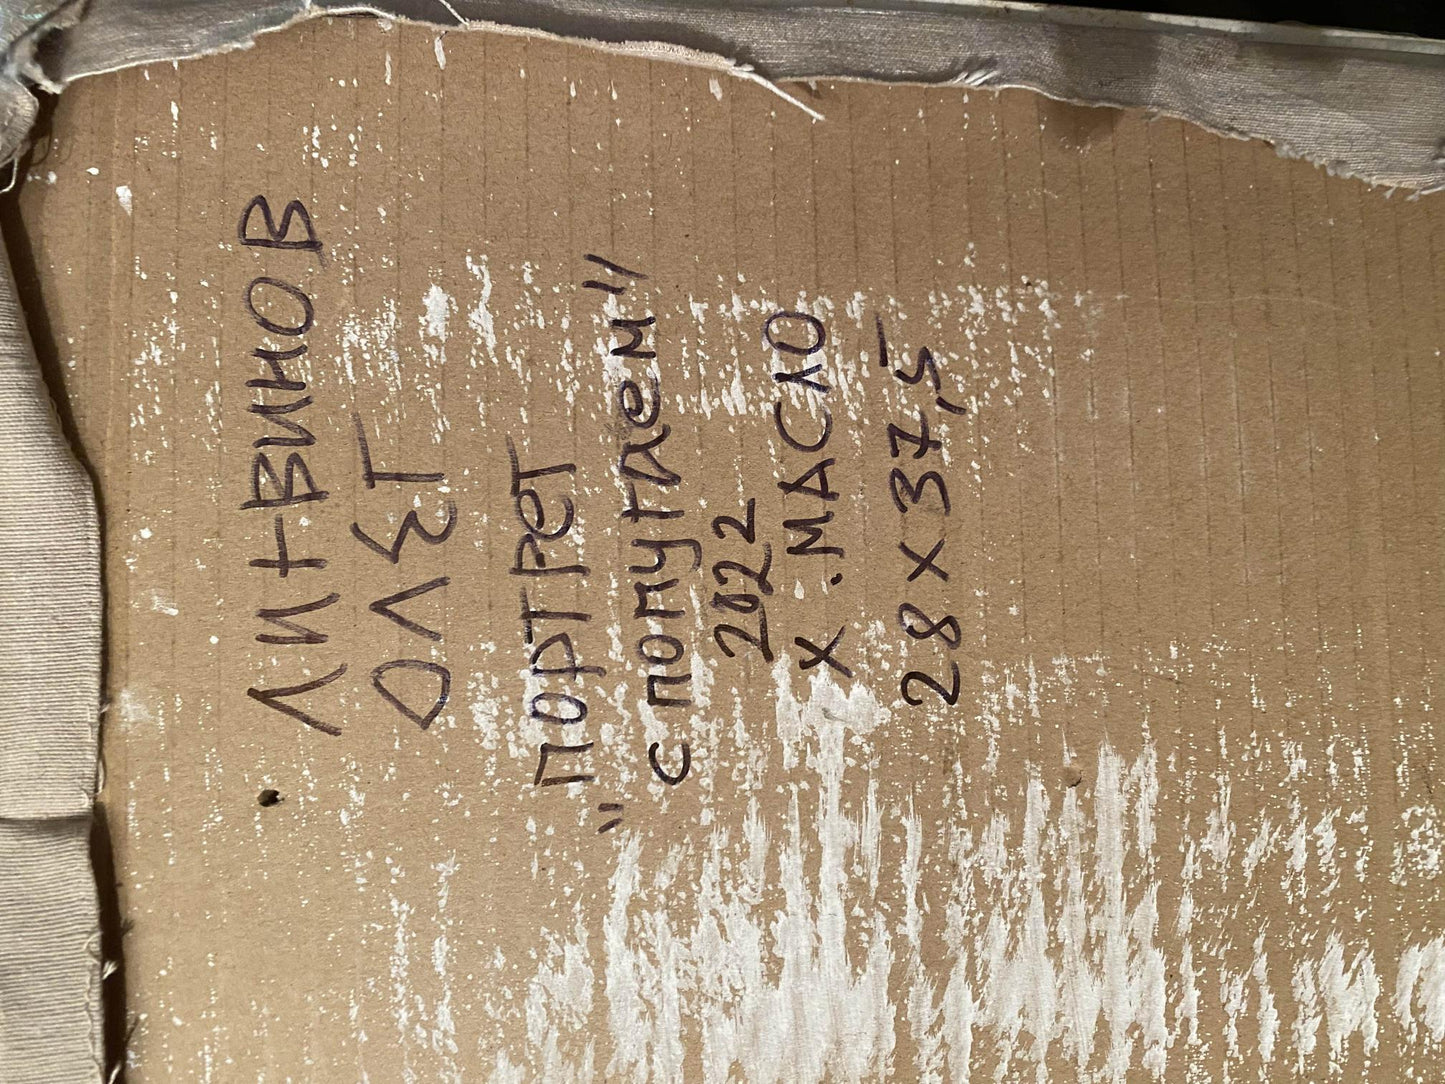 ЛИТВИНОВ
ОЛЕГ
ПОРТРЕТ
"с попугаем"
2022
Х. МАСЛО
28 х 37,5